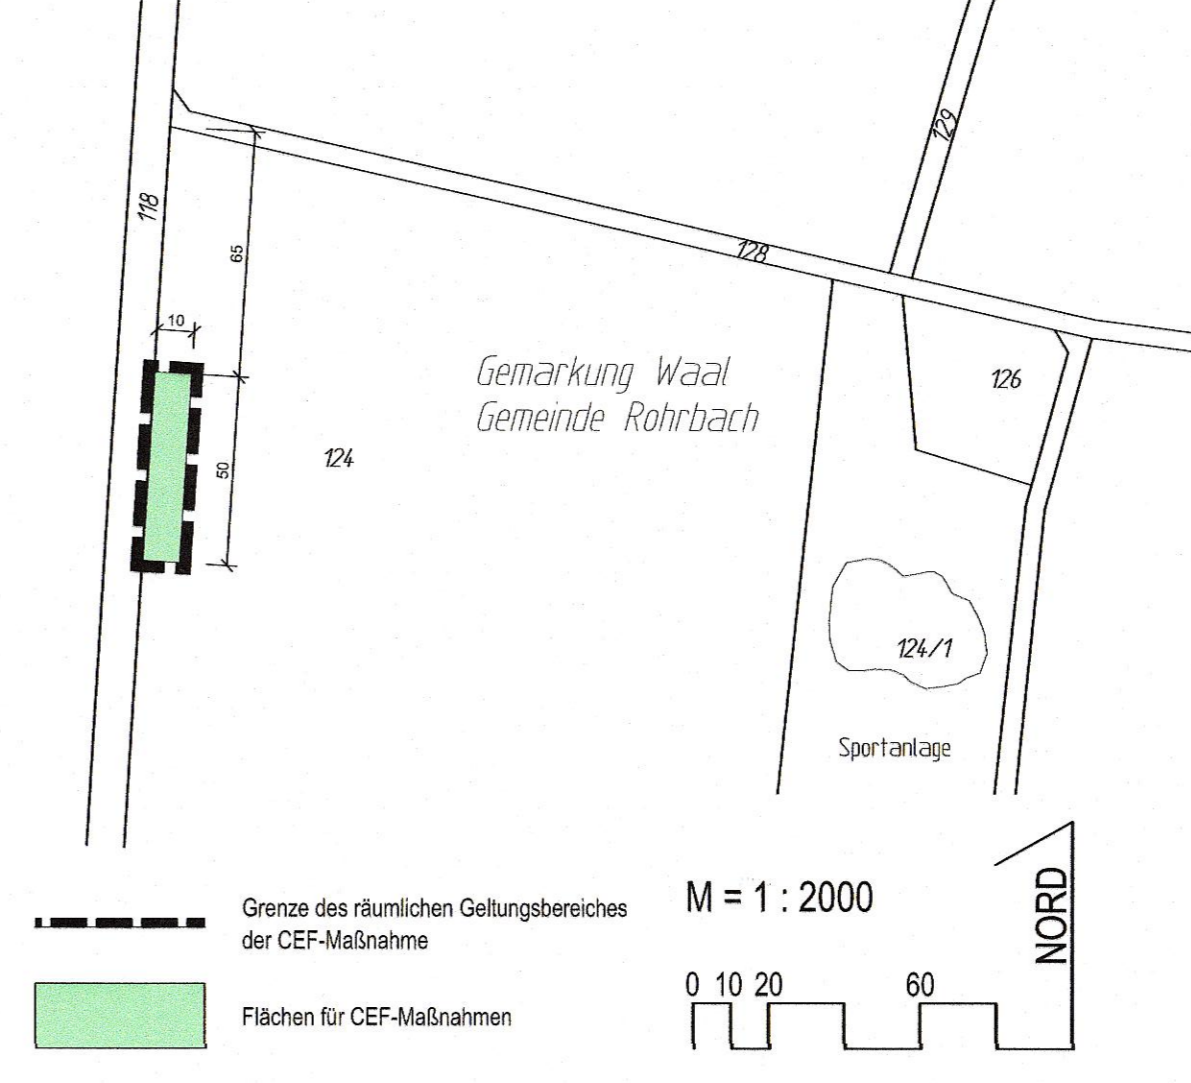 129
118
128
65
10
Gemarkung Waal
Gemeinde Rohrbach
126
124
50
124/1
Sportanlage
Grenze des räumlichen Geltungsbereiches
der CEF-Maßnahme
Flächen für CEF-Maßnahmen
M = 1 : 2000
NORD
0 10 20 60